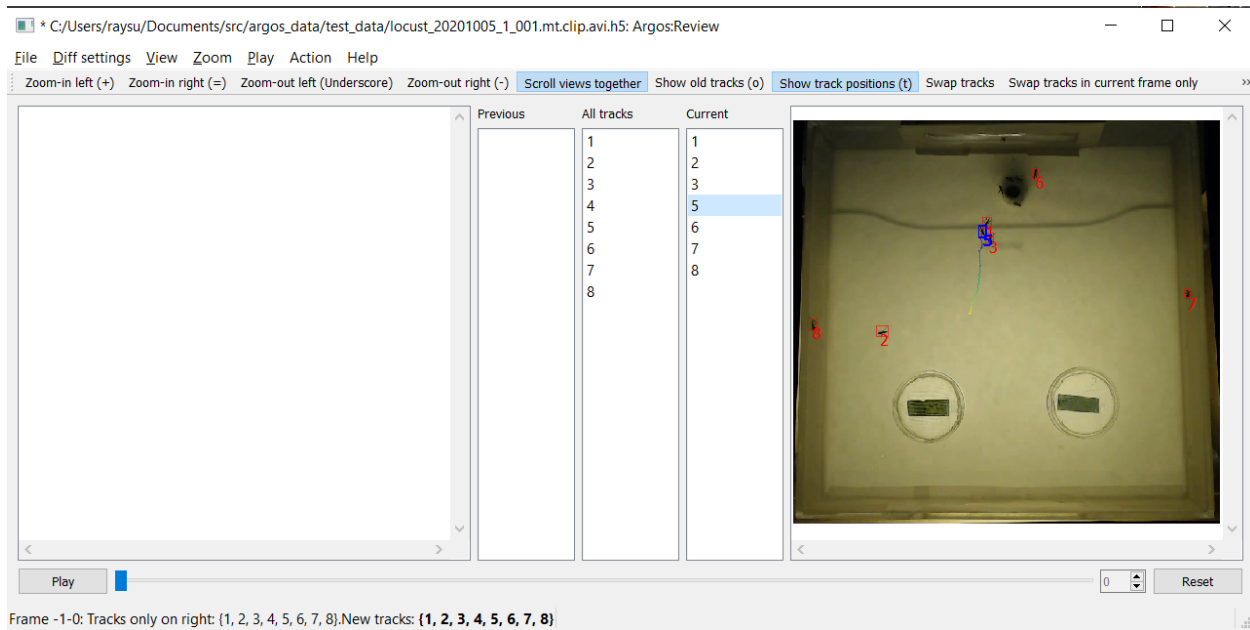 * C:/Users/raysu/Documents/src/argos_data/test_data/locust_20201005_1_001.mt.clip.avi.h5: Argos:Review
File Diff settings View Zoom Play Action Help
Zoom-in left (+) Zoom-in right (=) Zoom-out left (Underscore) Zoom-out right (-) Scroll views together Show old tracks (o) Show track positions (t) Swap tracks Swap tracks in current frame only »
Previous All tracks Current
1 1
2 2
3 3
4 5
5 6
6 7
7 8
8
6
3
7
8
2
Play 0 Reset
Frame -1-0: Tracks only on right: {1, 2, 3, 4, 5, 6, 7, 8}.New tracks: {1, 2, 3, 4, 5, 6, 7, 8}